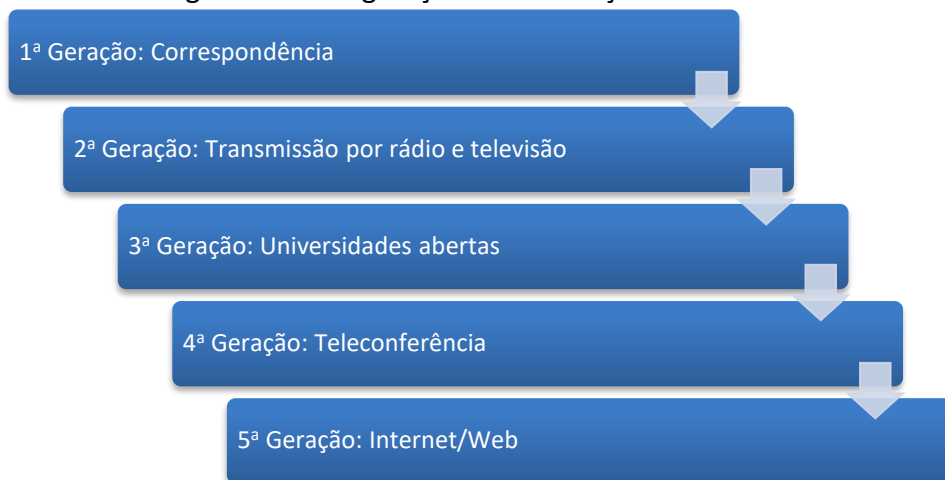 1ª Geração: Correspondência
2ª Geração: Transmissão por rádio e televisão
3ª Geração: Universidades abertas
4ª Geração: Teleconferência
5ª Geração: Internet/Web